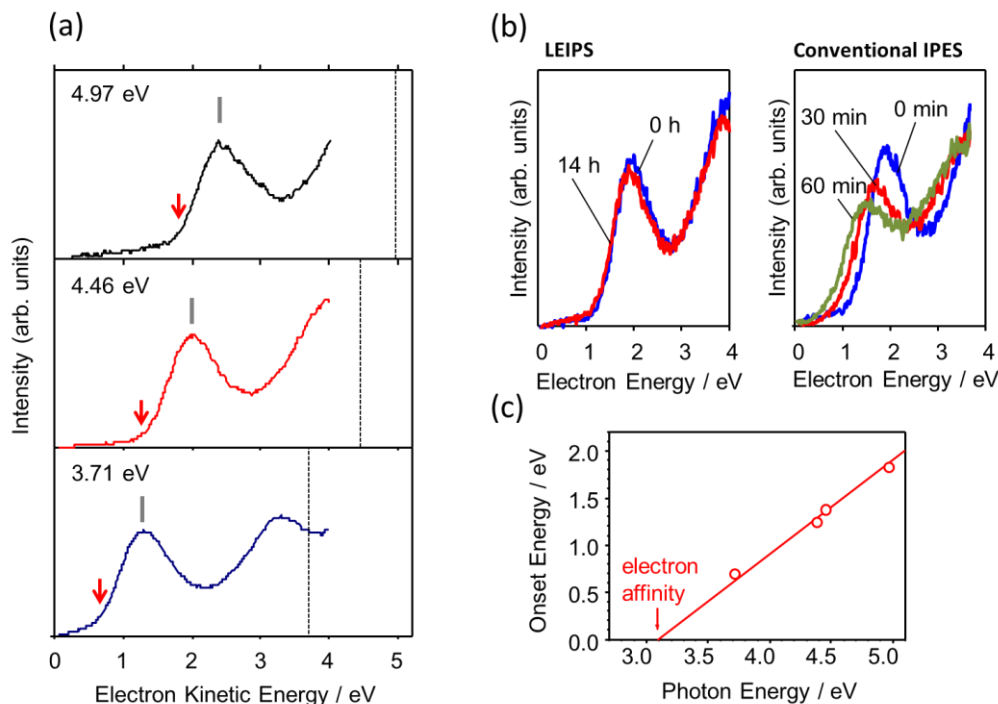 (a)
4.97 eV
4.46 eV
3.71 eV
Intensity (arb. units)
0 1 2 3 4 5
Electron Kinetic Energy / eV
(b)
LEIPS
0 h
14 h
Intensity (arb. units)
0 1 2 3 4
Electron Energy / eV
Conventional IPES
30 min
0 min
60 min
Intensity (arb. units)
0 1 2 3 4
Electron Energy / eV
(c)
2.0
1.5
1.0
0.5
0.0
Onset Energy / eV
electron
affinity
3.0 3.5 4.0 4.5 5.0
Photon Energy / eV